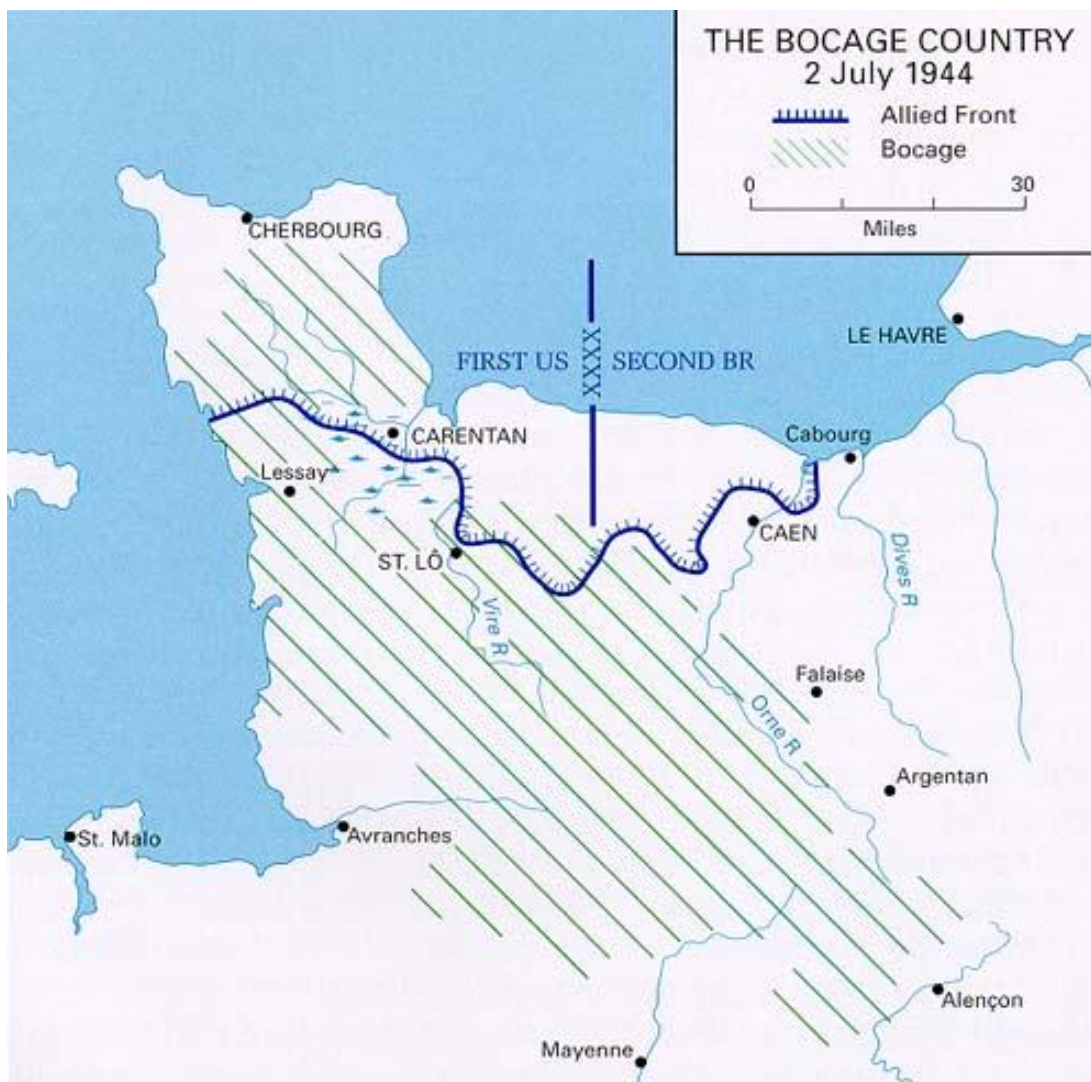 THE BOCAGE COUNTRY
2 July 1944
Allied Front
Bocage
0 30
Miles
CHERBOURG
LE HAVRE
FIRST US XXXX SECOND BR
CARENTAN
Cabourg
Lessay
CAEN
ST. LÔ
Dives R
Vire R
Falaise
Orne R
Argentan
St. Malo
Avranches
Alençon
Mayenne